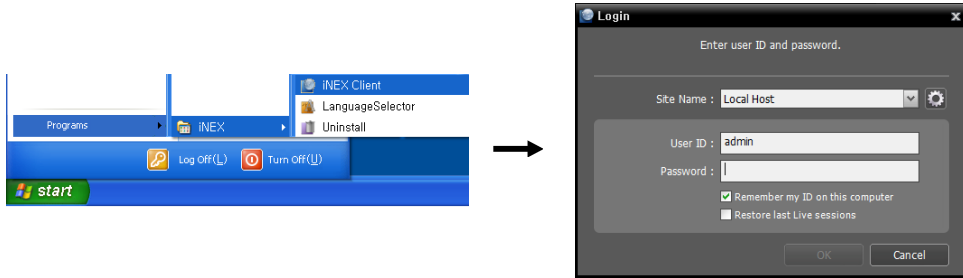 iNEX Client
LanguageSelector
Programs
iNEX
Uninstall
Log Off(L)
Turn Off(U)
start
Login
x
Enter user ID and password.
Site Name : Local Host
User ID : admin
Password :
Remember my ID on this computer
Restore last Live sessions
OK
Cancel